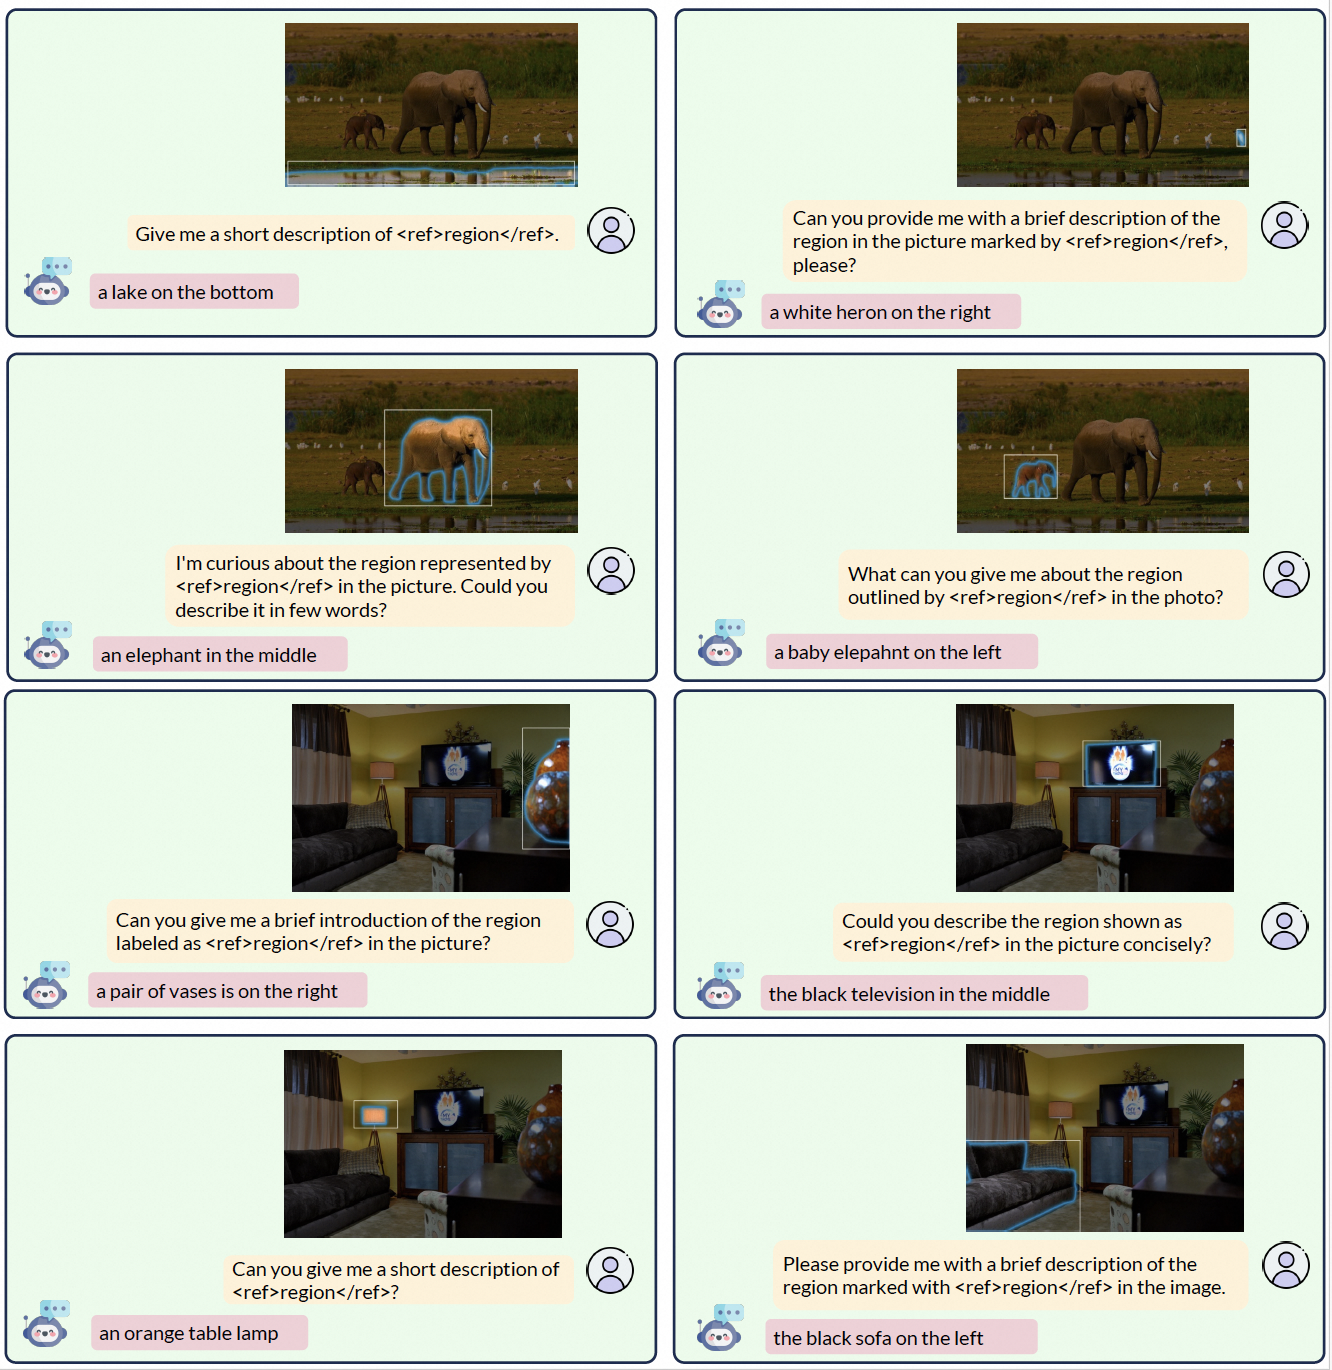 Give me a short description of <ref>region</ref>.
a lake on the bottom
Can you provide me with a brief description of the
region in the picture marked by <ref>region</ref>,
please?
a white heron on the right
I'm curious about the region represented by
<ref>region</ref> in the picture. Could you
describe it in few words?
an elephant in the middle
What can you give me about the region
outlined by <ref>region</ref> in the photo?
a baby elepahnt on the left
Can you give me a brief introduction of the region
labeled as <ref>region</ref> in the picture?
a pair of vases is on the right
Could you describe the region shown as
<ref>region</ref> in the picture concisely?
the black television in the middle
Can you give me a short description of
<ref>region</ref>?
an orange table lamp
Please provide me with a brief description of the
region marked with <ref>region</ref> in the image.
the black sofa on the left